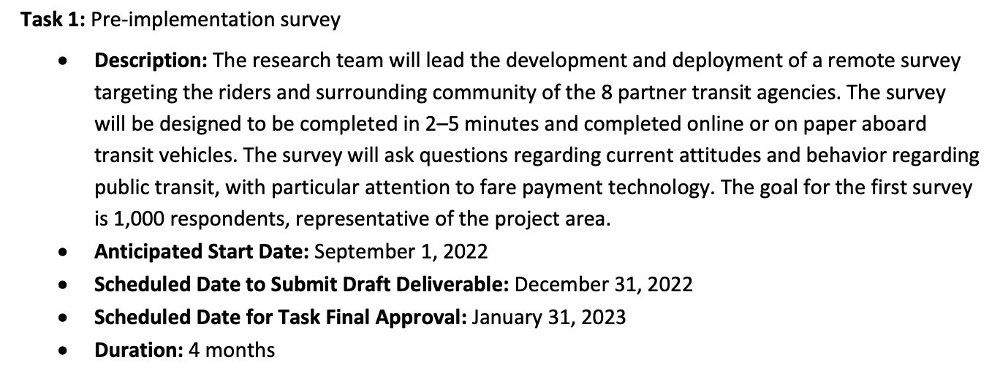 Task 1: Pre-implementation survey
• Description: The research team will lead the development and deployment of a remote survey
targeting the riders and surrounding community of the 8 partner transit agencies. The survey
will be designed to be completed in 2–5 minutes and completed online or on paper aboard
transit vehicles. The survey will ask questions regarding current attitudes and behavior regarding
public transit, with particular attention to fare payment technology. The goal for the first survey
is 1,000 respondents, representative of the project area.
• Anticipated Start Date: September 1, 2022
• Scheduled Date to Submit Draft Deliverable: December 31, 2022
• Scheduled Date for Task Final Approval: January 31, 2023
• Duration: 4 months